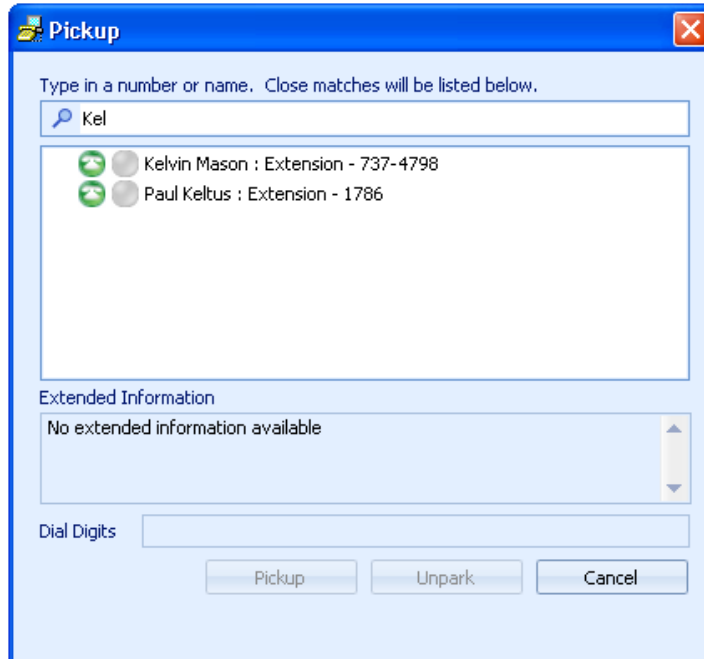 Pickup
Type in a number or name.  Close matches will be listed below.
Kel
Kelvin Mason : Extension - 737-4798
Paul Keltus : Extension - 1786
Extended Information
No extended information available
Dial Digits
Pickup Unpark Cancel